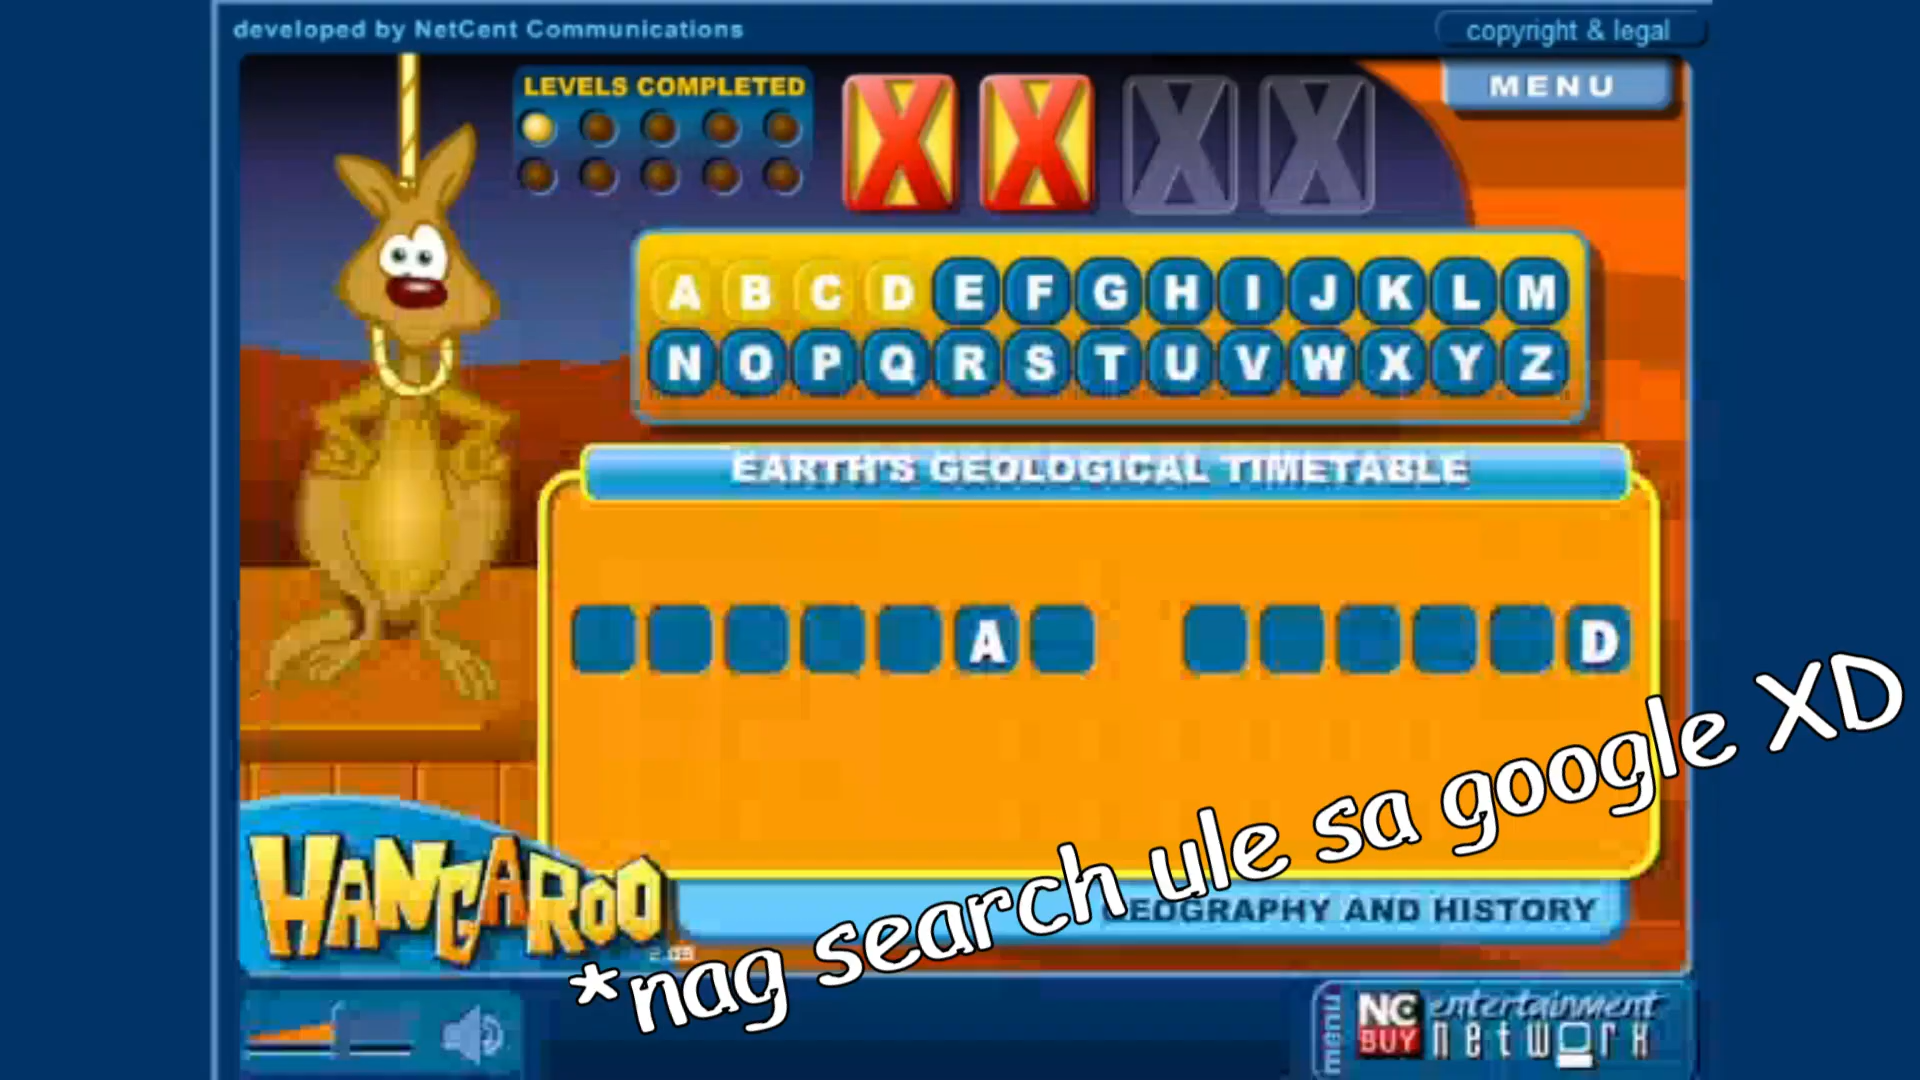 developed by NetCent Communications
copyright & legal
LEVELS COMPLETED
X X X X
MENU
A B C D E F G H I J K L M
N O P Q R S T U V W X Y Z
EARTH'S GEOLOGICAL TIMETABLE
A D
HANGAROO
GEOGRAPHY AND HISTORY
*nag search ule sa google XD
menu
NC BUY entertainment network